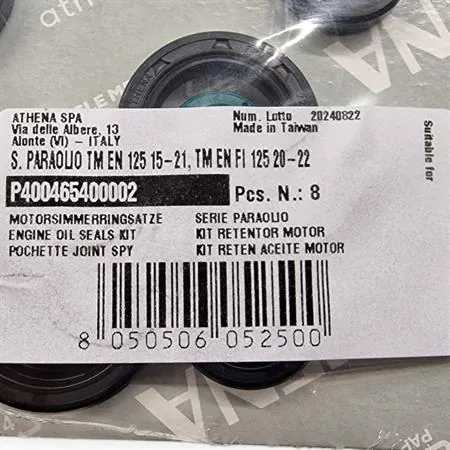 ATHENA
ATHENA SPA
Via delle Albere, 13
Alonte (VI) - ITALY
Num. Lotto 20240822
Made in Taiwan
S. PARAOLIO TM EN 125 15-21, TM EN FI 125 20-22
P400465400002
Pcs. N.: 8
MOTORSIMMERRINGSATZE
ENGINE OIL SEALS KIT
POCHETTE JOINT SPY
SERIE PARAOLIO
KIT RETENTOR MOTOR
KIT RETEN ACEITE MOTOR
8 050506 052500
Suitable for